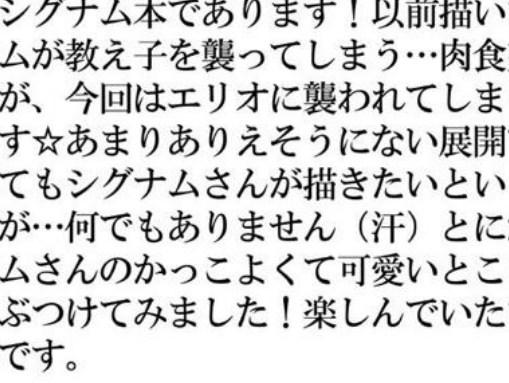 シグナム本であります！以前描い
ムが教え子を襲ってしまう…肉食
が、今回はエリオに襲われてしま
す☆あまりありえそうにない展開
てもシグナムさんが描きたいとい
が…何でもありません（汗）とに
ムさんのかっこよくて可愛いとこ
ぶつけてみました！楽しんでいた
です。